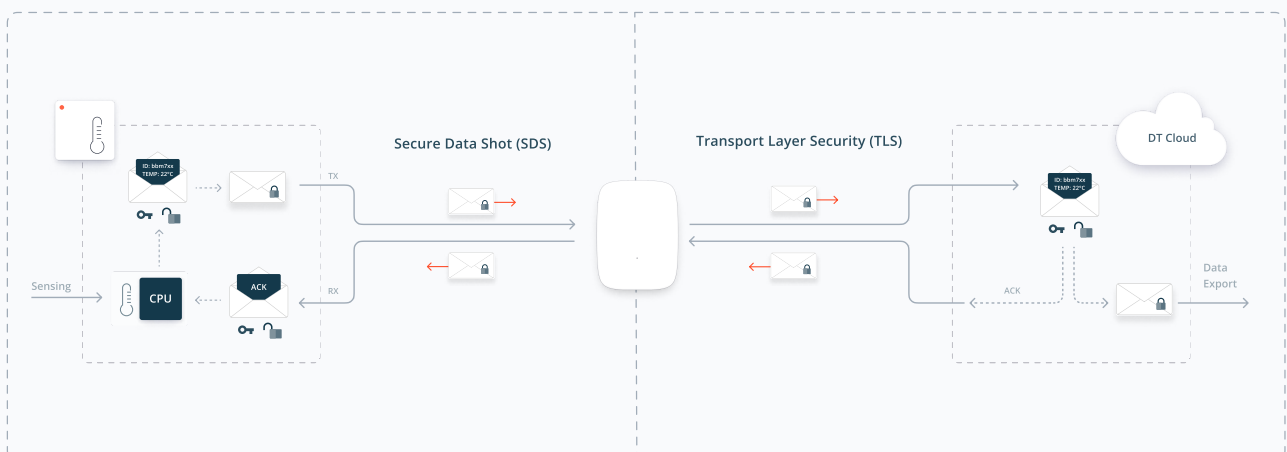 Secure Data Shot (SDS)
Transport Layer Security (TLS)
DT Cloud
ID: bbm7xx
TEMP: 22°C
TX
ID: bbm7xx
TEMP: 22°C
Sensing
CPU
ACK
RX
ACK
Data
Export